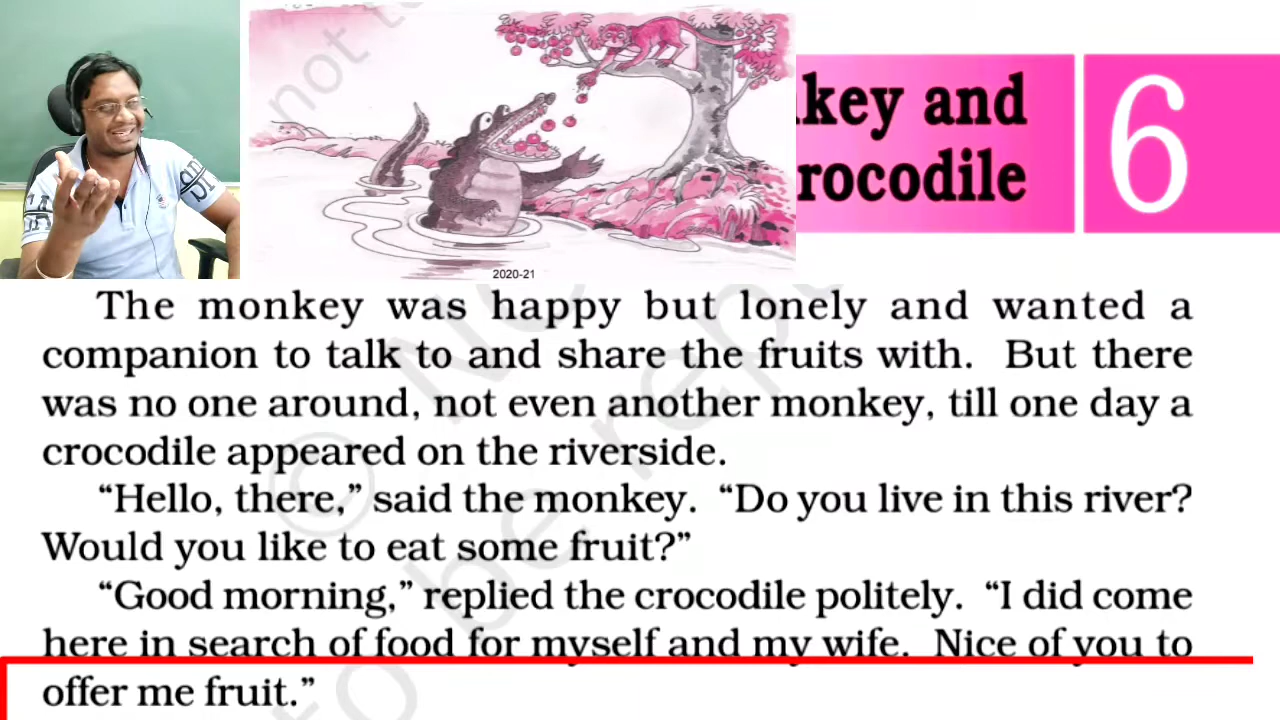 key and
rocodile
6
2020-21
The monkey was happy but lonely and wanted a
companion to talk to and share the fruits with. But there
was no one around, not even another monkey, till one day a
crocodile appeared on the riverside.
“Hello, there,” said the monkey. “Do you live in this river?
Would you like to eat some fruit?”
“Good morning,” replied the crocodile politely. “I did come
here in search of food for myself and my wife. Nice of you to
offer me fruit.”
not to
be rep